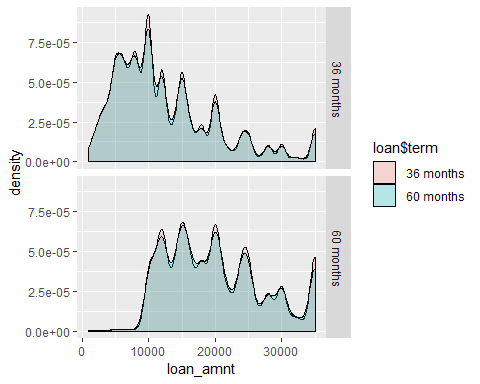 7.5e-05
5.0e-05
2.5e-05
0.0e+00
36 months
7.5e-05
5.0e-05
2.5e-05
0.0e+00
60 months
density
0
10000
20000
30000
loan_amnt
loan$term
36 months
60 months